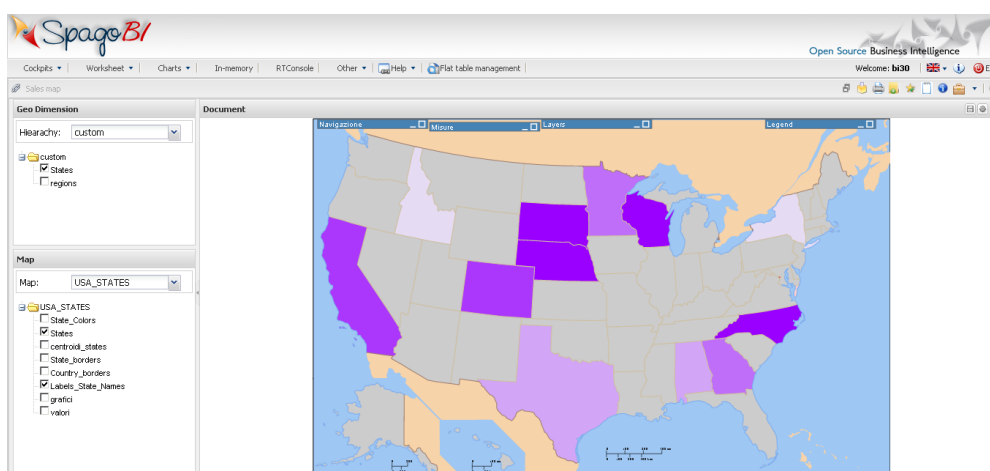 SpagoBI
Open Source Business Intelligence
Cockpits Worksheet Charts In-memory RTConsole Other Help Flat table management Welcome: bi30
Sales map
Geo Dimension
Document
Hiearachy: custom
custom
States
regions
Navigazione Misure Layers Legend
Map
Map: USA_STATES
USA_STATES
State_Colors
States
centroidi_states
State_borders
Country_borders
Labels_State_Names
grafici
valori